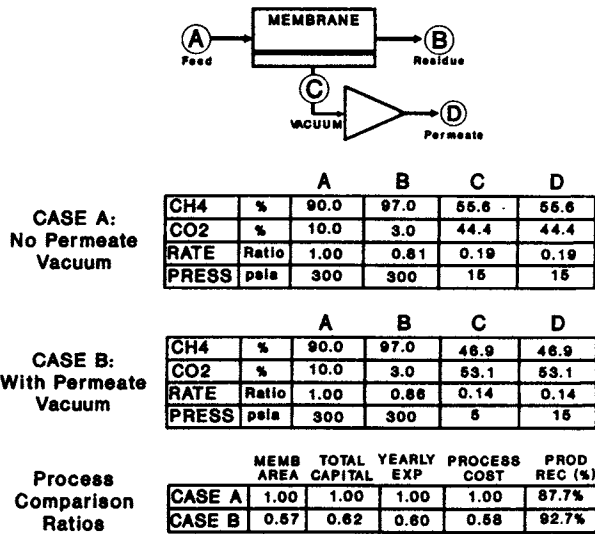 MEMBRANE
A
B
Feed
Residue
C
VACUUM
D
Permeate
A B C D
CASE A:
No Permeate
Vacuum
CH4 % 90.0 97.0 55.6 55.6
CO2 % 10.0 3.0 44.4 44.4
RATE Ratio 1.00 0.81 0.19 0.19
PRESS psia 300 300 15 15
A B C D
CASE B:
With Permeate
Vacuum
CH4 % 90.0 97.0 46.9 46.9
CO2 % 10.0 3.0 53.1 53.1
RATE Ratio 1.00 0.86 0.14 0.14
PRESS psia 300 300 5 15
Process
Comparison
Ratios
MEMB AREA TOTAL CAPITAL YEARLY EXP PROCESS COST PROD REC (%)
CASE A 1.00 1.00 1.00 1.00 87.7%
CASE B 0.57 0.62 0.60 0.58 92.7%